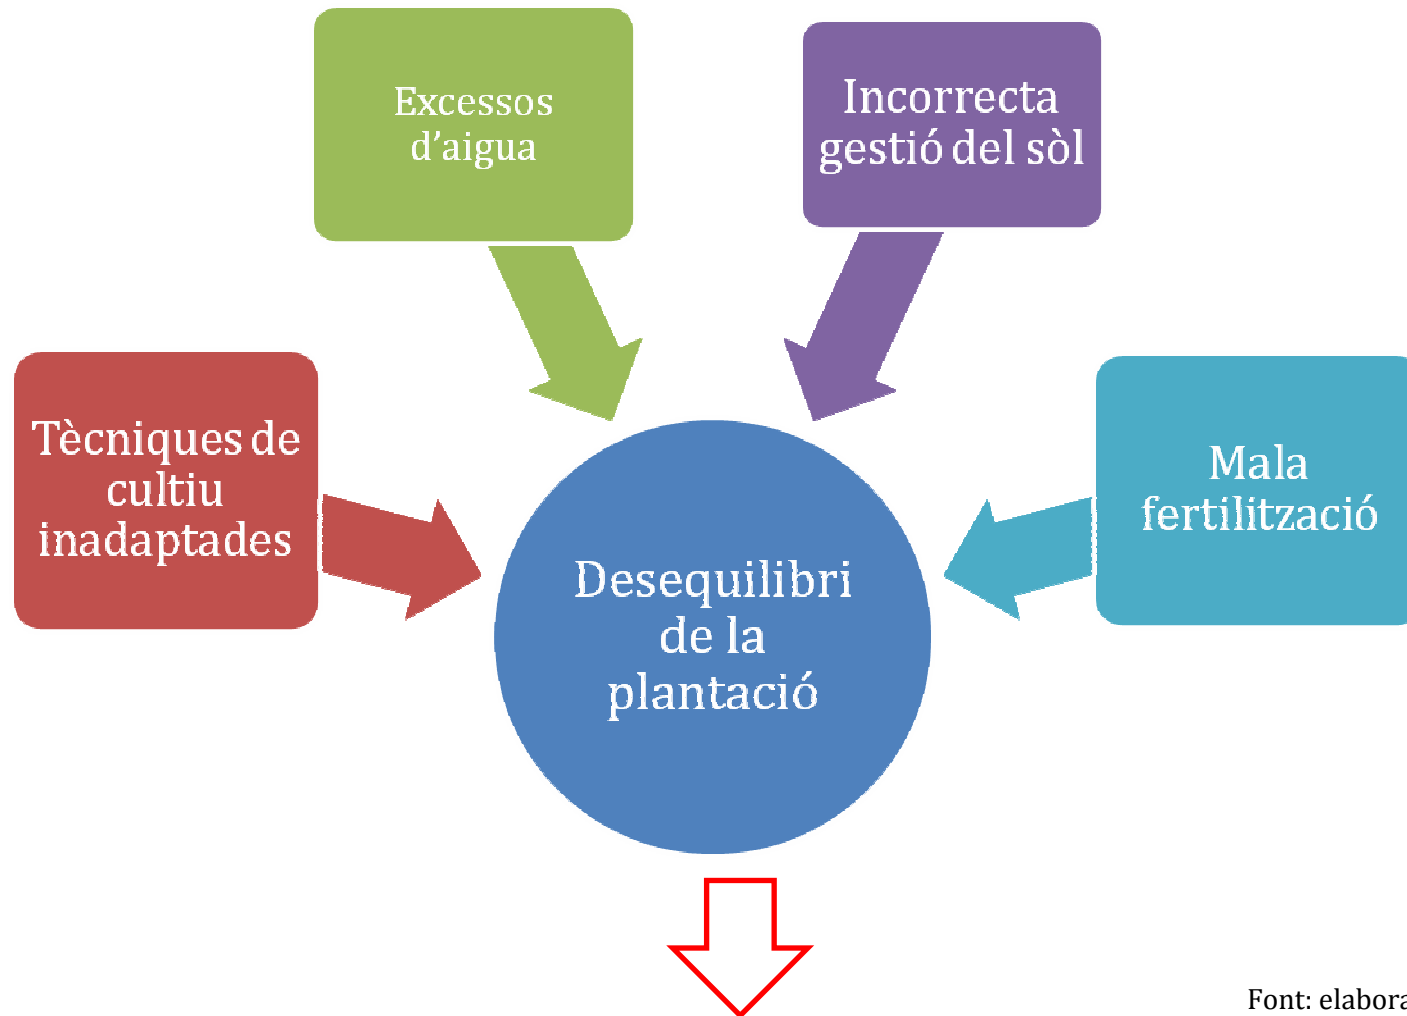 Excessos
d’aigua
Incorrecta
gestió del sòl
Tècniques de
cultiu
inadaptades
Mala
fertilització
Desequilibri
de la
plantació
Font: elabora